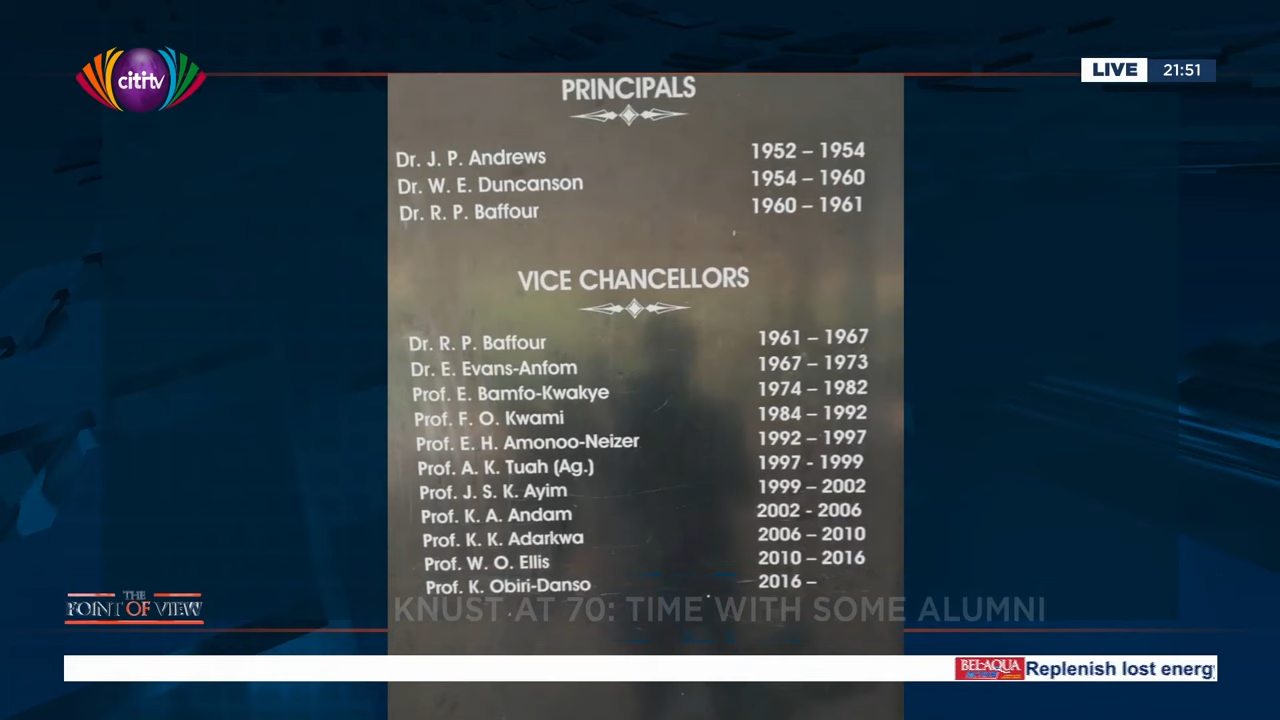 citi tv
LIVE 21:51
PRINCIPALS
Dr. J. P. Andrews 1952 – 1954
Dr. W. E. Duncanson 1954 – 1960
Dr. R. P. Baffour 1960 – 1961
VICE CHANCELLORS
Dr. R. P. Baffour 1961 – 1967
Dr. E. Evans-Anfom 1967 – 1973
Prof. E. Bamfo-Kwakye 1974 – 1982
Prof. F. O. Kwami 1984 – 1992
Prof. E. H. Amonoo-Neizer 1992 – 1997
Prof. A. K. Tuah (Ag.) 1997 - 1999
Prof. J. S. K. Ayim 1999 – 2002
Prof. K. A. Andam 2002 - 2006
Prof. K. K. Adarkwa 2006 – 2010
Prof. W. O. Ellis 2010 – 2016
Prof. K. Obiri-Danso 2016 –
THE
POINT OF VIEW
KNUST AT 70: TIME WITH SOME ALUMNI
BEL-AQUA
Replenish lost energ